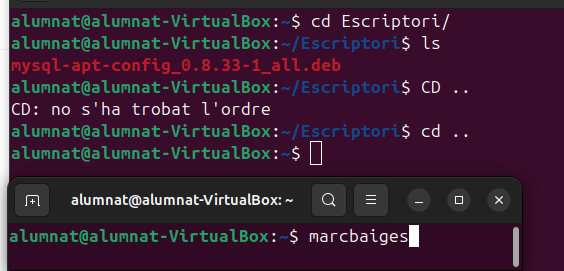 alumnat@alumnat-VirtualBox:~$ cd Escriptori/
alumnat@alumnat-VirtualBox:~/Escriptori$ ls
mysql-apt-config_0.8.33-1_all.deb
alumnat@alumnat-VirtualBox:~/Escriptori$ CD ..
CD: no s'ha trobat l'ordre
alumnat@alumnat-VirtualBox:~/Escriptori$ cd ..
alumnat@alumnat-VirtualBox:~$
alumnat@alumnat-VirtualBox: ~
alumnat@alumnat-VirtualBox:~$ marcbaiges